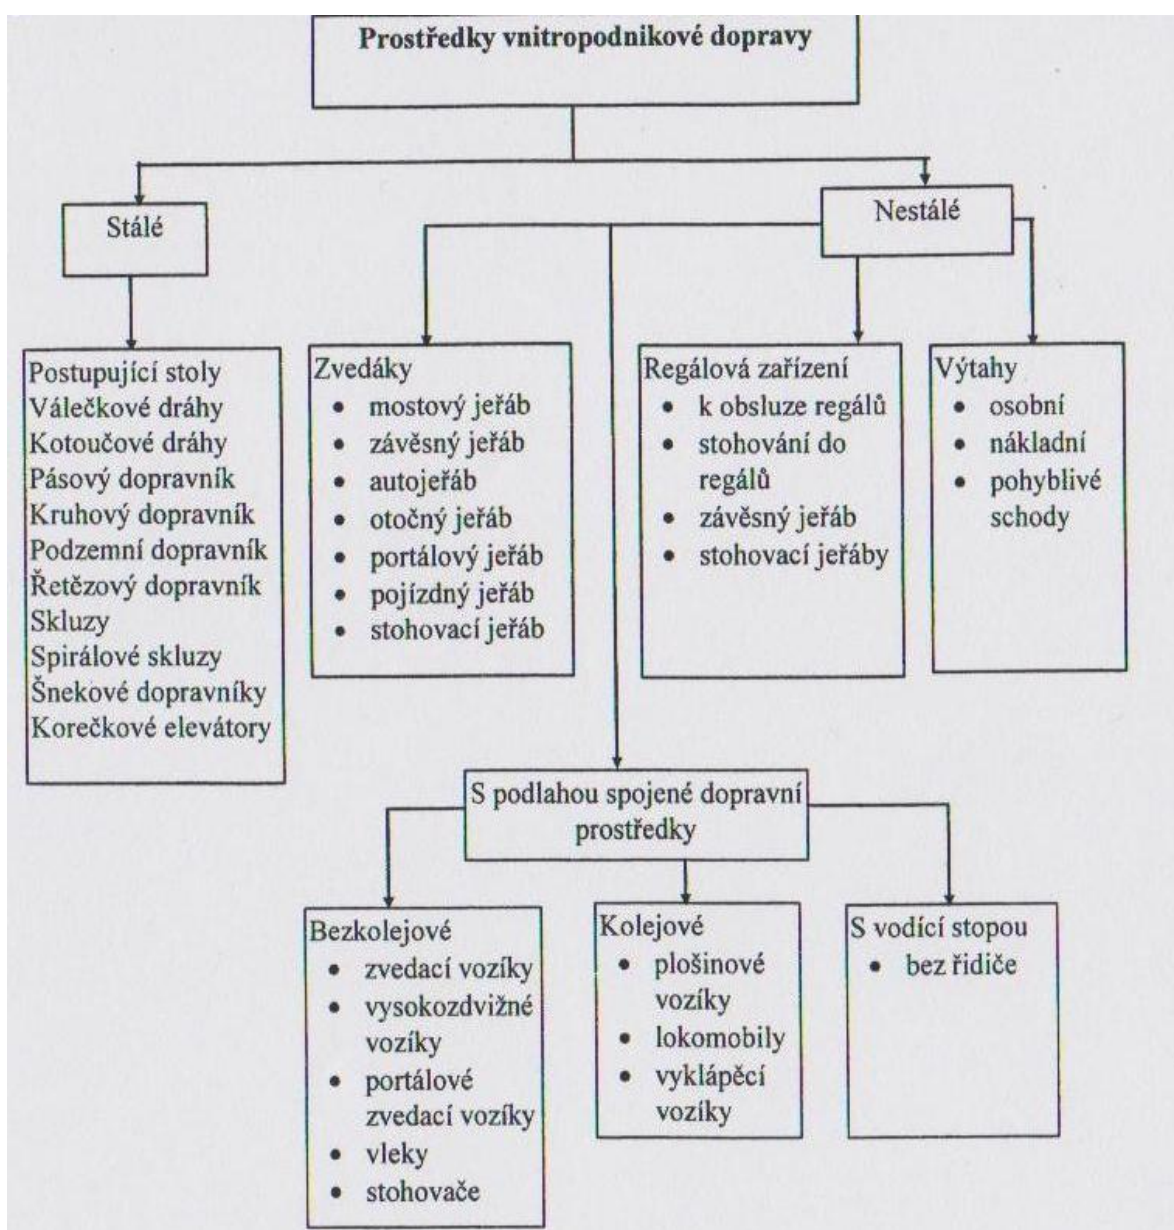 Prostředky vnitropodnikové dopravy
Stálé
Nestálé
Postupující stoly
Válečkové dráhy
Kotoučové dráhy
Pásový dopravník
Kruhový dopravník
Podzemní dopravník
Řetězový dopravník
Skluzy
Spirálové skluzy
Šnekové dopravníky
Korečkové elevátory
Zvedáky
• mostový jeřáb
• závěsný jeřáb
• autojeřáb
• otočný jeřáb
• portálový jeřáb
• pojízdný jeřáb
• stohovací jeřáb
Regálová zařízení
• k obsluze regálů
• stohování do
regálů
• závěsný jeřáb
• stohovací jeřáby
Výtahy
• osobní
• nákladní
• pohyblivé
schody
S podlahou spojené dopravní
prostředky
Bezkolejové
• zvedací vozíky
• vysokozdvižné
vozíky
• portálové
zvedací vozíky
• vleky
• stohovače
Kolejové
• plošinové
vozíky
• lokomobily
• vyklápěcí
vozíky
S vodící stopou
• bez řidiče